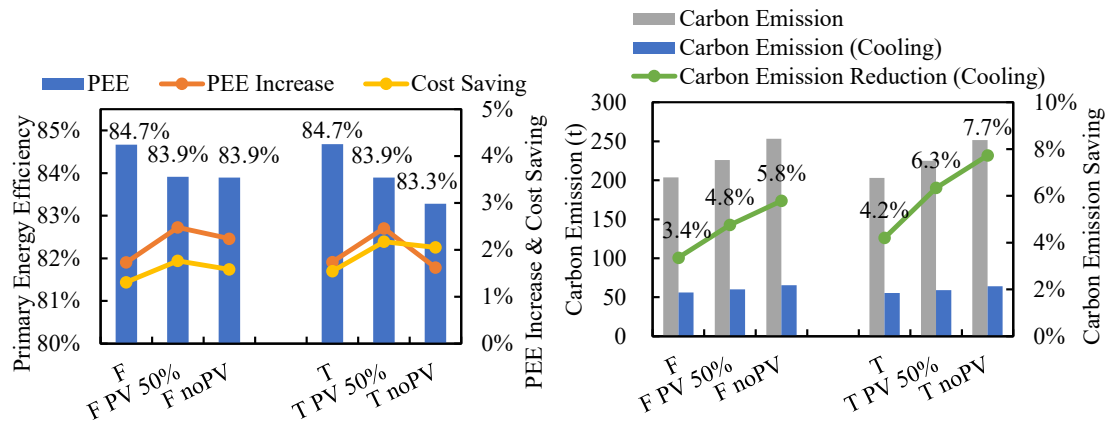 PEE
PEE Increase
Cost Saving
Primary Energy Efficiency
85%
84%
83%
82%
81%
80%
84.7%
83.9%
83.9%
84.7%
83.9%
83.3%
5%
4%
3%
2%
1%
0%
PEE Increase & Cost Saving
F
F PV 50%
F noPV
T
T PV 50%
T noPV
Carbon Emission
Carbon Emission (Cooling)
Carbon Emission Reduction (Cooling)
Carbon Emission (t)
300
250
200
150
100
50
0
3.4%
4.8%
5.8%
4.2%
6.3%
7.7%
10%
8%
6%
4%
2%
0%
Carbon Emission Saving
F
F PV 50%
F noPV
T
T PV 50%
T noPV